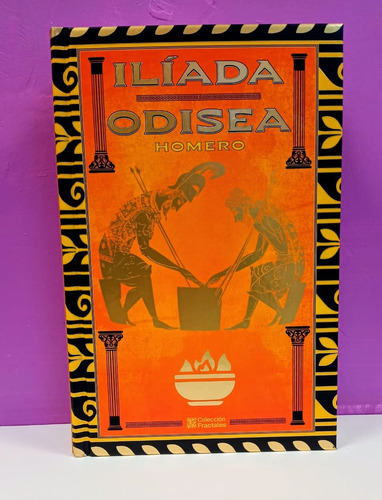 ILÍADA
ODISEA
HOMERO
Colección
Fractales